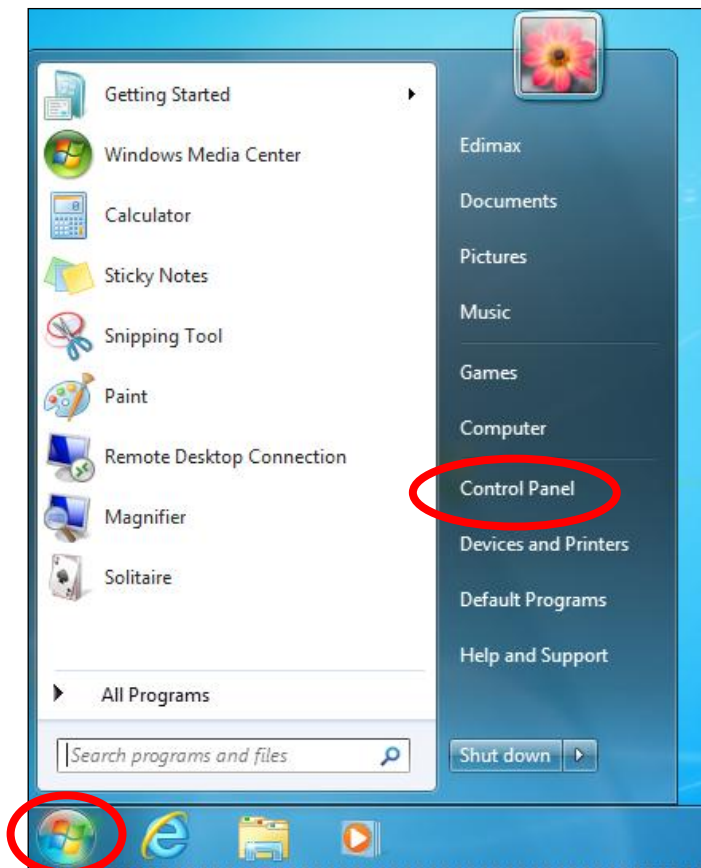 Getting Started
Windows Media Center
Calculator
Sticky Notes
Snipping Tool
Paint
Remote Desktop Connection
Magnifier
Solitaire
All Programs
Search programs and files
Edimax
Documents
Pictures
Music
Games
Computer
Control Panel
Devices and Printers
Default Programs
Help and Support
Shut down